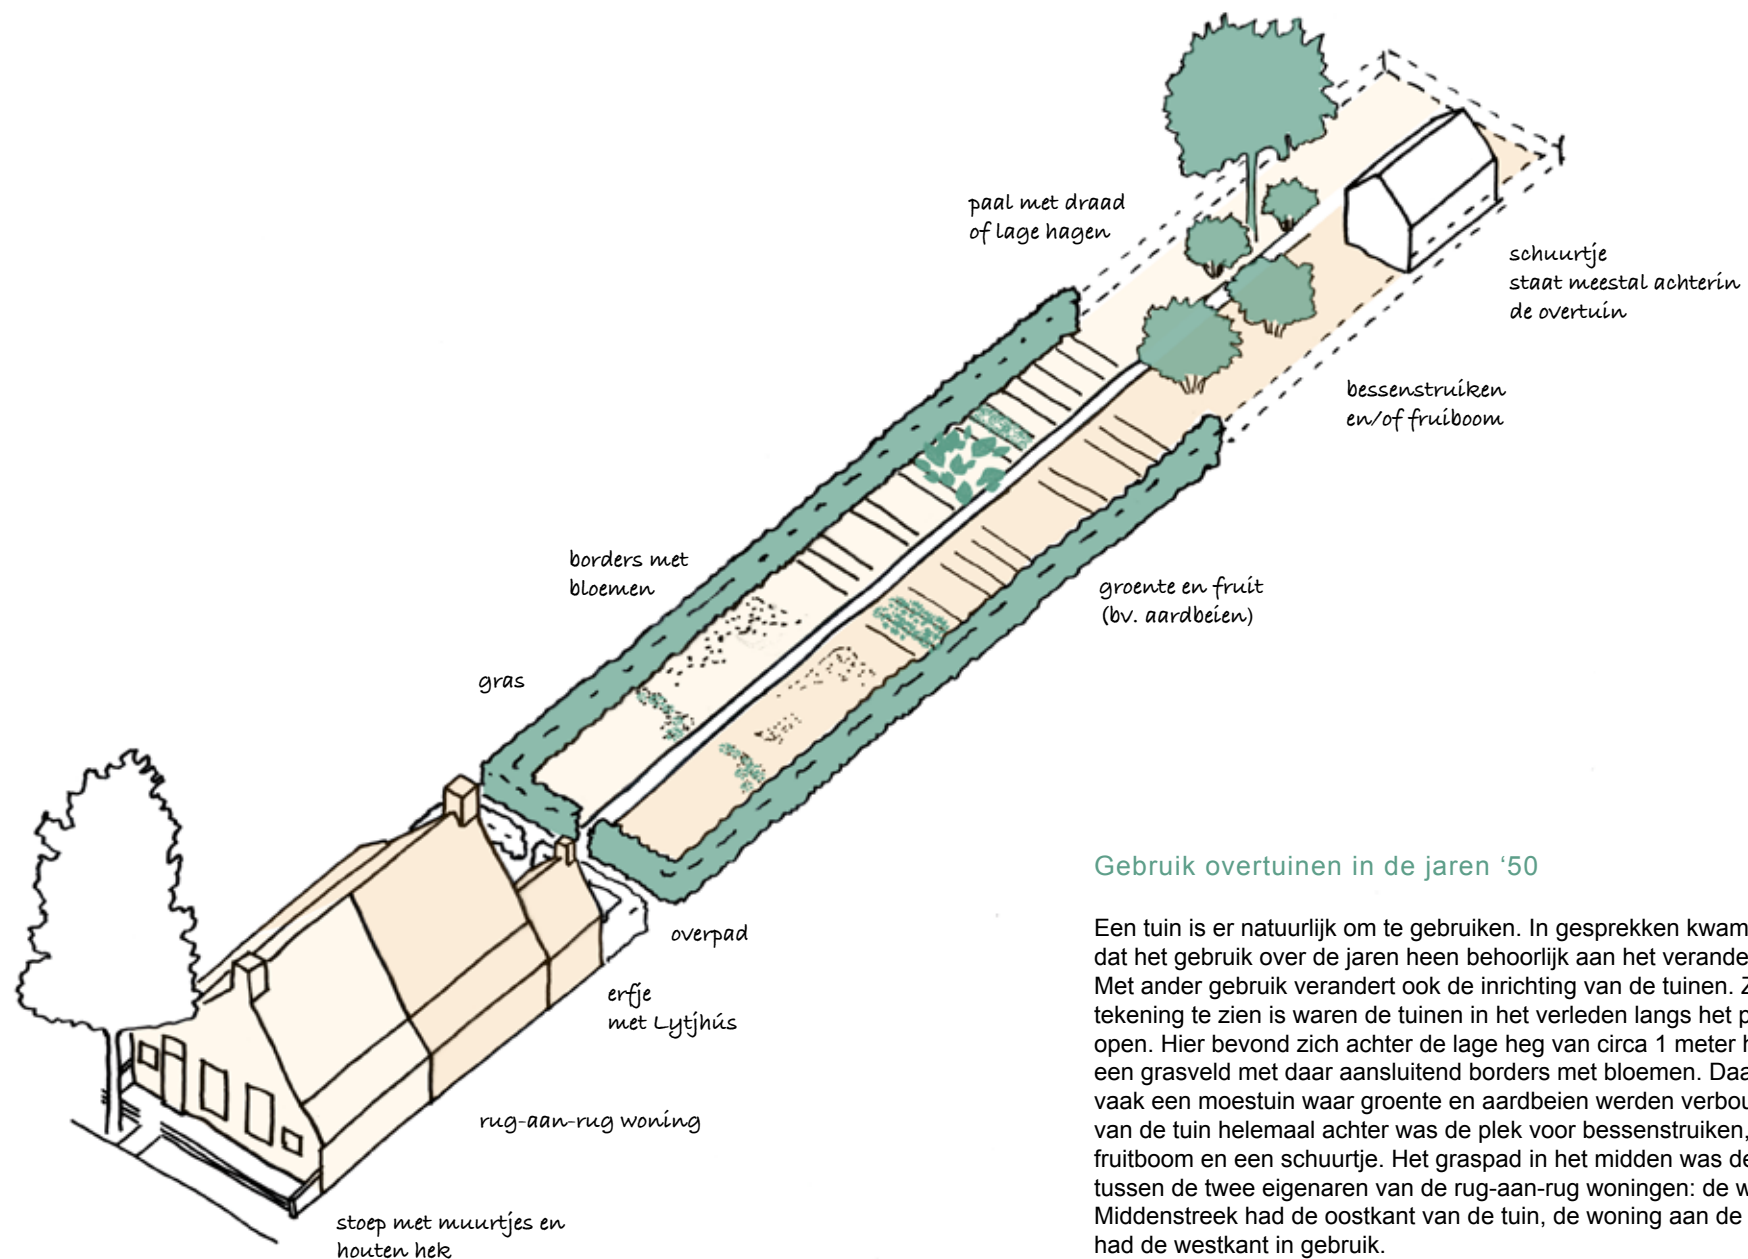 paal met draad
of lage hagen
schuurtje
staat meestal achterin
de overtuin
bessenstruiken
en/of fruiboom
borders met
bloemen
groente en fruit
(bv. aardbeien)
gras
overpad
erfje
met Lytjhús
rug-aan-rug woning
stoep met muurtjes en
houten hek
Gebruik overtuinen in de jaren ‘50
Een tuin is er natuurlijk om te gebruiken. In gesprekken kwam
dat het gebruik over de jaren heen behoorlijk aan het verande
Met ander gebruik verandert ook de inrichting van de tuinen. Z
tekening te zien is waren de tuinen in het verleden langs het p
open. Hier bevond zich achter de lage heg van circa 1 meter h
een grasveld met daar aansluitend borders met bloemen. Daa
vaak een moestuin waar groente en aardbeien werden verbou
van de tuin helemaal achter was de plek voor bessenstruiken,
fruitboom en een schuurtje. Het graspad in het midden was de
tussen de twee eigenaren van de rug-aan-rug woningen: de w
Middenstreek had de oostkant van de tuin, de woning aan de
had de westkant in gebruik.